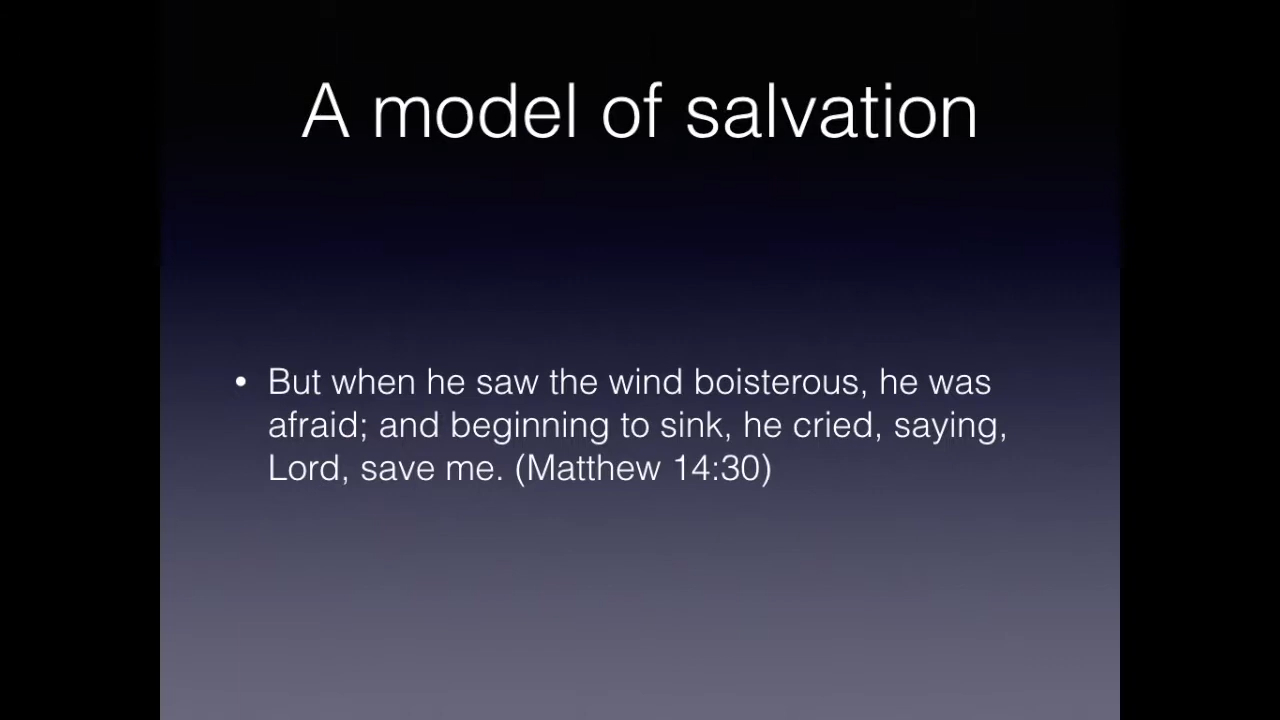 A model of salvation
• But when he saw the wind boisterous, he was
afraid; and beginning to sink, he cried, saying,
Lord, save me. (Matthew 14:30)